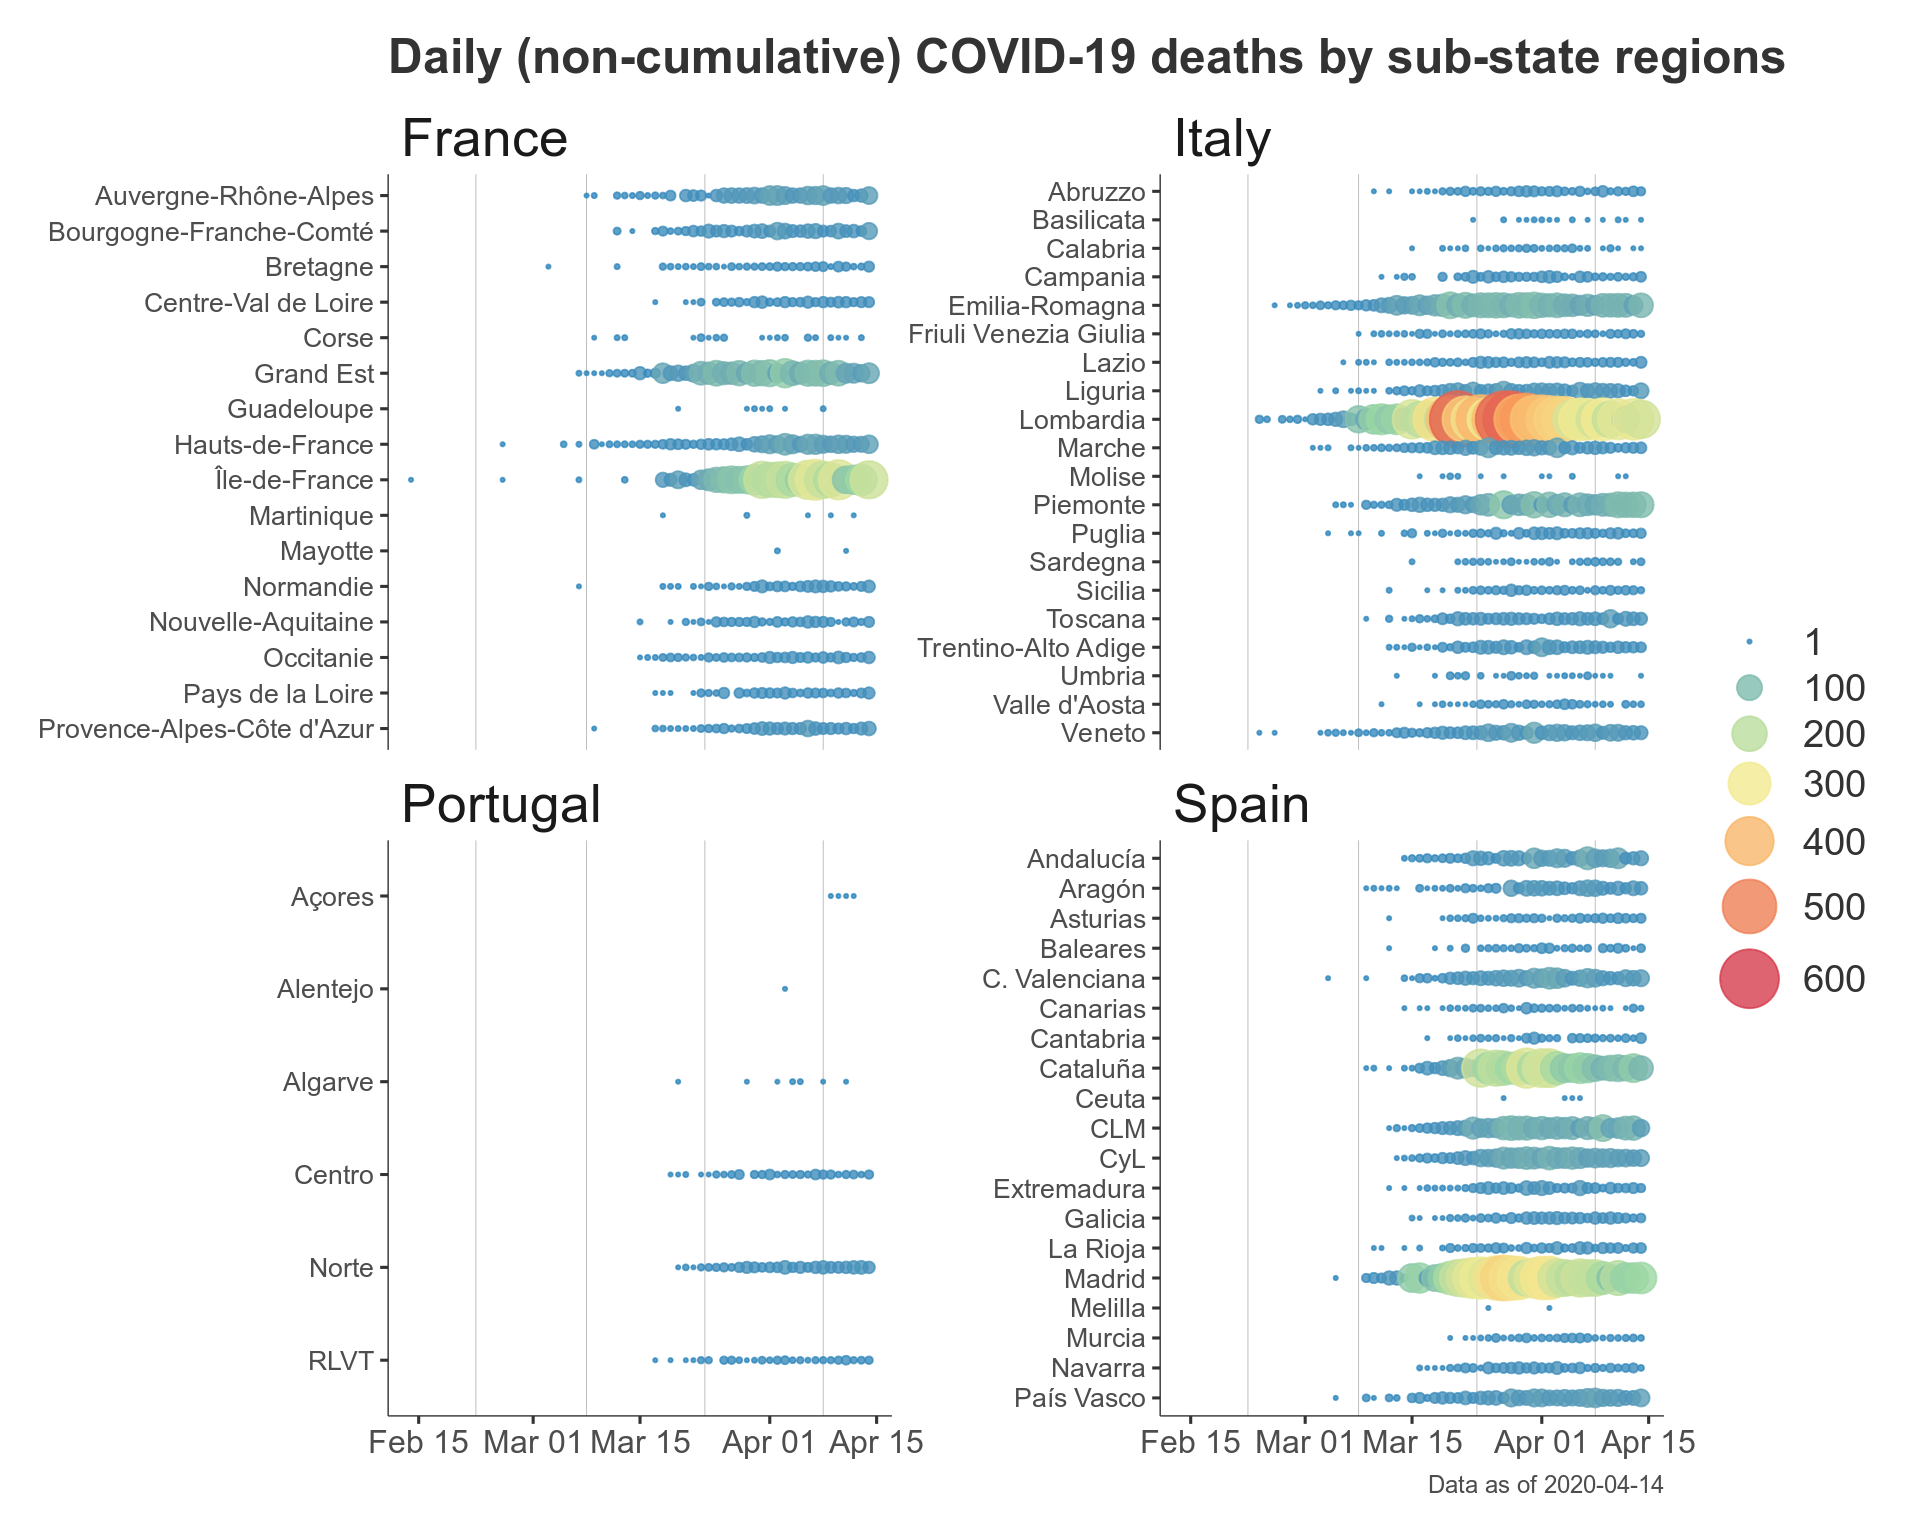 Daily (non-cumulative) COVID-19 deaths by sub-state regions
France
Auvergne-Rhône-Alpes
Bourgogne-Franche-Comté
Bretagne
Centre-Val de Loire
Corse
Grand Est
Guadeloupe
Hauts-de-France
Île-de-France
Martinique
Mayotte
Normandie
Nouvelle-Aquitaine
Occitanie
Pays de la Loire
Provence-Alpes-Côte d'Azur
Italy
Abruzzo
Basilicata
Calabria
Campania
Emilia-Romagna
Friuli Venezia Giulia
Lazio
Liguria
Lombardia
Marche
Molise
Piemonte
Puglia
Sardegna
Sicilia
Toscana
Trentino-Alto Adige
Umbria
Valle d'Aosta
Veneto
Portugal
Açores
Alentejo
Algarve
Centro
Norte
RLVT
Feb 15 Mar 01 Mar 15 Apr 01 Apr 15
Spain
Andalucía
Aragón
Asturias
Baleares
C. Valenciana
Canarias
Cantabria
Cataluña
Ceuta
CLM
CyL
Extremadura
Galicia
La Rioja
Madrid
Melilla
Murcia
Navarra
País Vasco
Feb 15 Mar 01 Mar 15 Apr 01 Apr 15
1
100
200
300
400
500
600
Data as of 2020-04-14